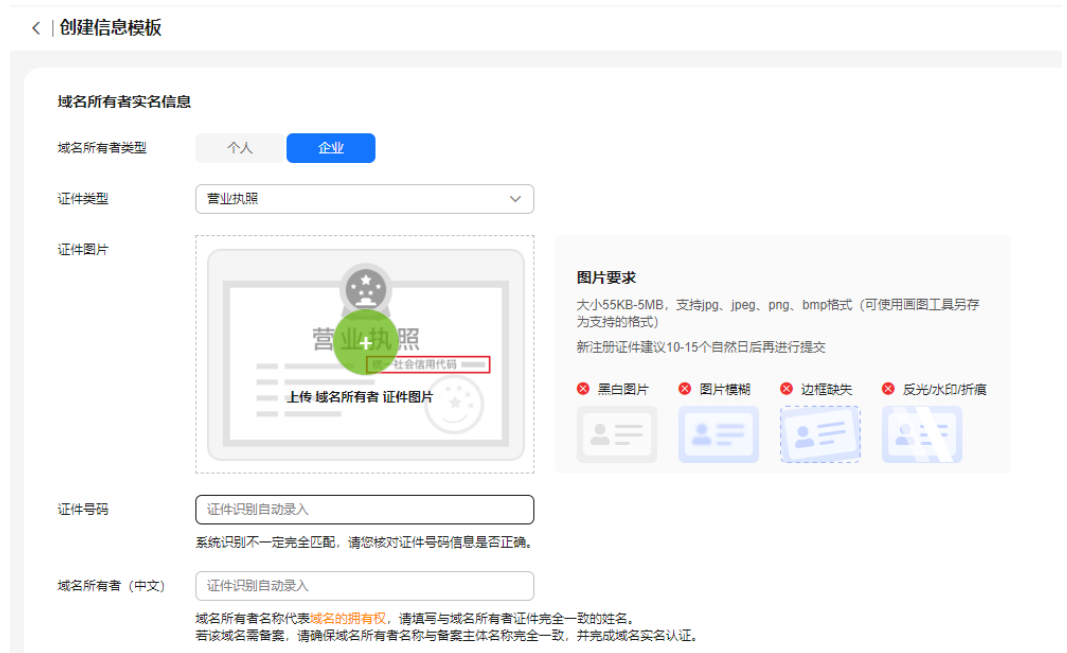 创建信息模板
域名所有者实名信息
域名所有者类型
个人
企业
证件类型
营业执照
证件图片
营业执照
统一社会信用代码
上传 域名所有者 证件图片
图片要求
大小55KB-5MB，支持jpg、jpeg、png、bmp格式（可使用画图工具另存
为支持的格式）
新注册证件建议10-15个自然日后再进行提交
黑白图片
图片模糊
边框缺失
反光/水印/折痕
证件号码
证件识别自动录入
系统识别不一定完全匹配，请您核对证件号码信息是否正确。
域名所有者（中文）
证件识别自动录入
域名所有者名称代表域名的拥有权，请填写与域名所有者证件完全一致的姓名。
若该域名需备案，请确保域名所有者名称与备案主体名称完全一致，并完成域名实名认证。